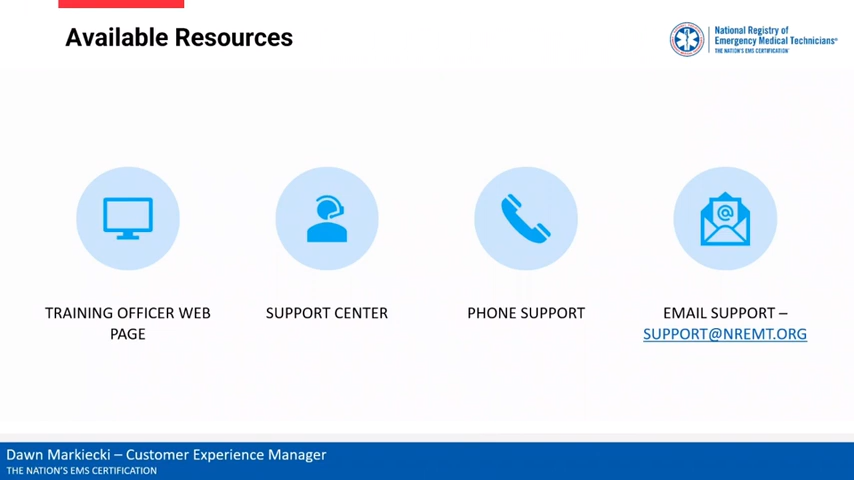 Available Resources
National Registry of
Emergency Medical Technicians®
THE NATION'S EMS CERTIFICATION
TRAINING OFFICER WEB
PAGE
SUPPORT CENTER
PHONE SUPPORT
EMAIL SUPPORT –
SUPPORT@NREMT.ORG
Dawn Markiecki – Customer Experience Manager
THE NATION'S EMS CERTIFICATION